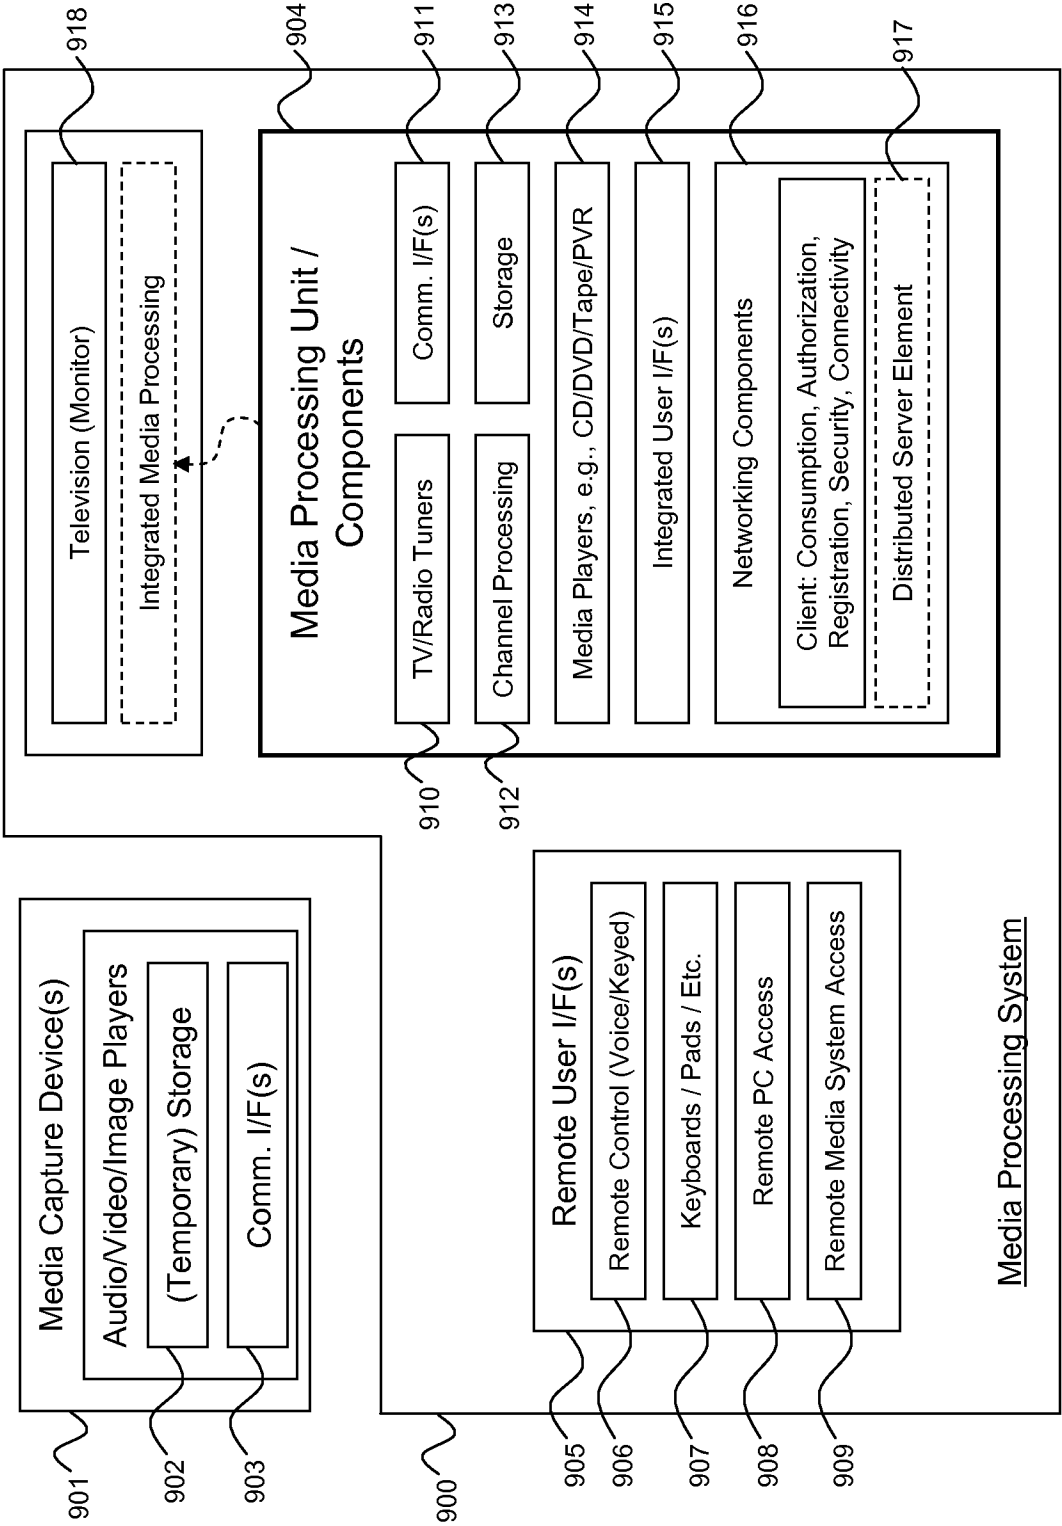 901
Media Capture Device(s)
Audio/Video/Image Players
902
(Temporary) Storage
903
Comm. I/F(s)
918
Television (Monitor)
Integrated Media Processing
904
Media Processing Unit /
Components
910
TV/Radio Tuners
Comm. I/F(s)
911
912
Channel Processing
Storage
913
Media Players, e.g., CD/DVD/Tape/PVR
914
Integrated User I/F(s)
915
Networking Components
916
Client: Consumption, Authorization,
Registration, Security, Connectivity
Distributed Server Element
917
900
905
Remote User I/F(s)
906
Remote Control (Voice/Keyed)
907
Keyboards / Pads / Etc.
908
Remote PC Access
909
Remote Media System Access
Media Processing System